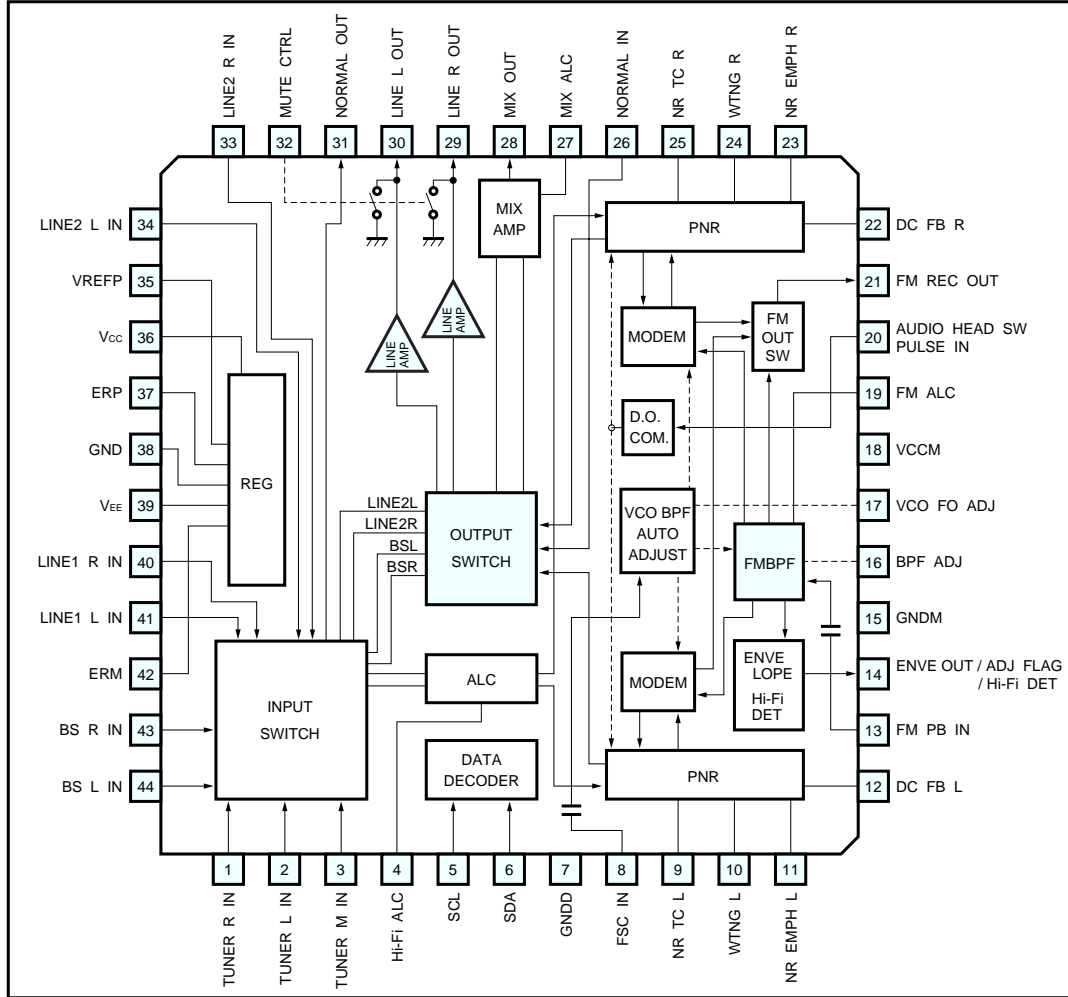 LINE2 R IN
MUTE CTRL
NORMAL OUT
LINE L OUT
LINE R OUT
MIX OUT
MIX ALC
NORMAL IN
NR TC R
WTNG R
NR EMPH R
33
32
31
30
29
28
27
26
25
24
23
LINE2 L IN
34
VREFP
35
Vcc
36
ERP
37
GND
38
VEE
39
LINE1 R IN
40
LINE1 L IN
41
ERM
42
BS R IN
43
BS L IN
44
22
DC FB R
21
FM REC OUT
20
AUDIO HEAD SW
PULSE IN
19
FM ALC
18
VCCM
17
VCO FO ADJ
16
BPF ADJ
15
GNDM
14
ENVE OUT / ADJ FLAG
/ Hi-Fi DET
13
FM PB IN
12
DC FB L
MIX
AMP
PNR
LINE
AMP
LINE
AMP
MODEM
FM
OUT
SW
D.O.
COM.
REG
LINE2L
LINE2R
BSL
BSR
OUTPUT
SWITCH
VCO BPF
AUTO
ADJUST
FMBPF
INPUT
SWITCH
ALC
MODEM
ENVE
LOPE
Hi-Fi
DET
DATA
DECODER
PNR
1
2
3
4
5
6
7
8
9
10
11
TUNER R IN
TUNER L IN
TUNER M IN
Hi-Fi ALC
SCL
SDA
GNDD
FSC IN
NR TC L
WTNG L
NR EMPH L